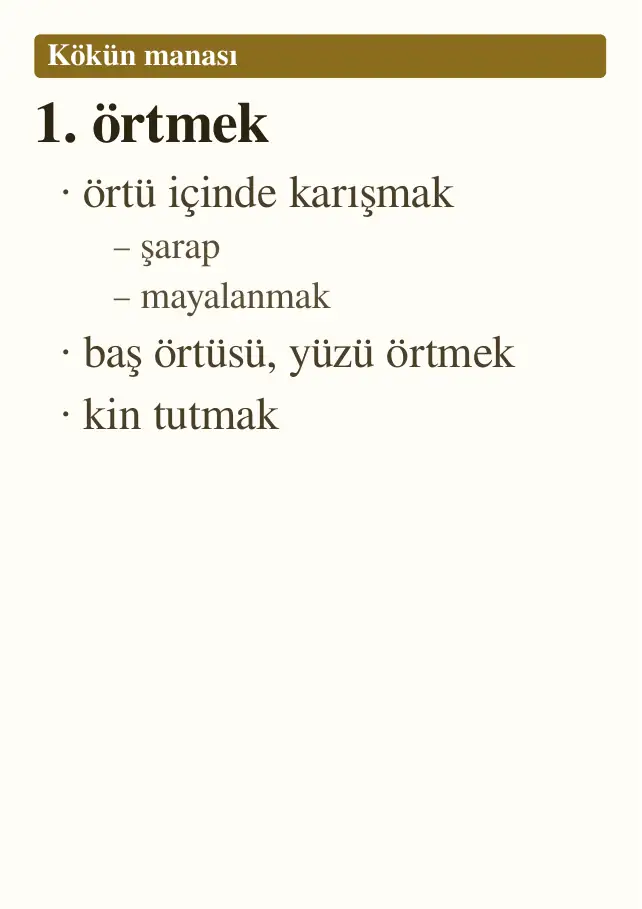 Kökün manası
1. örtmek
· örtü içinde karışmak
– şarap
– mayalanmak
· baş örtüsü, yüzü örtmek
· kin tutmak